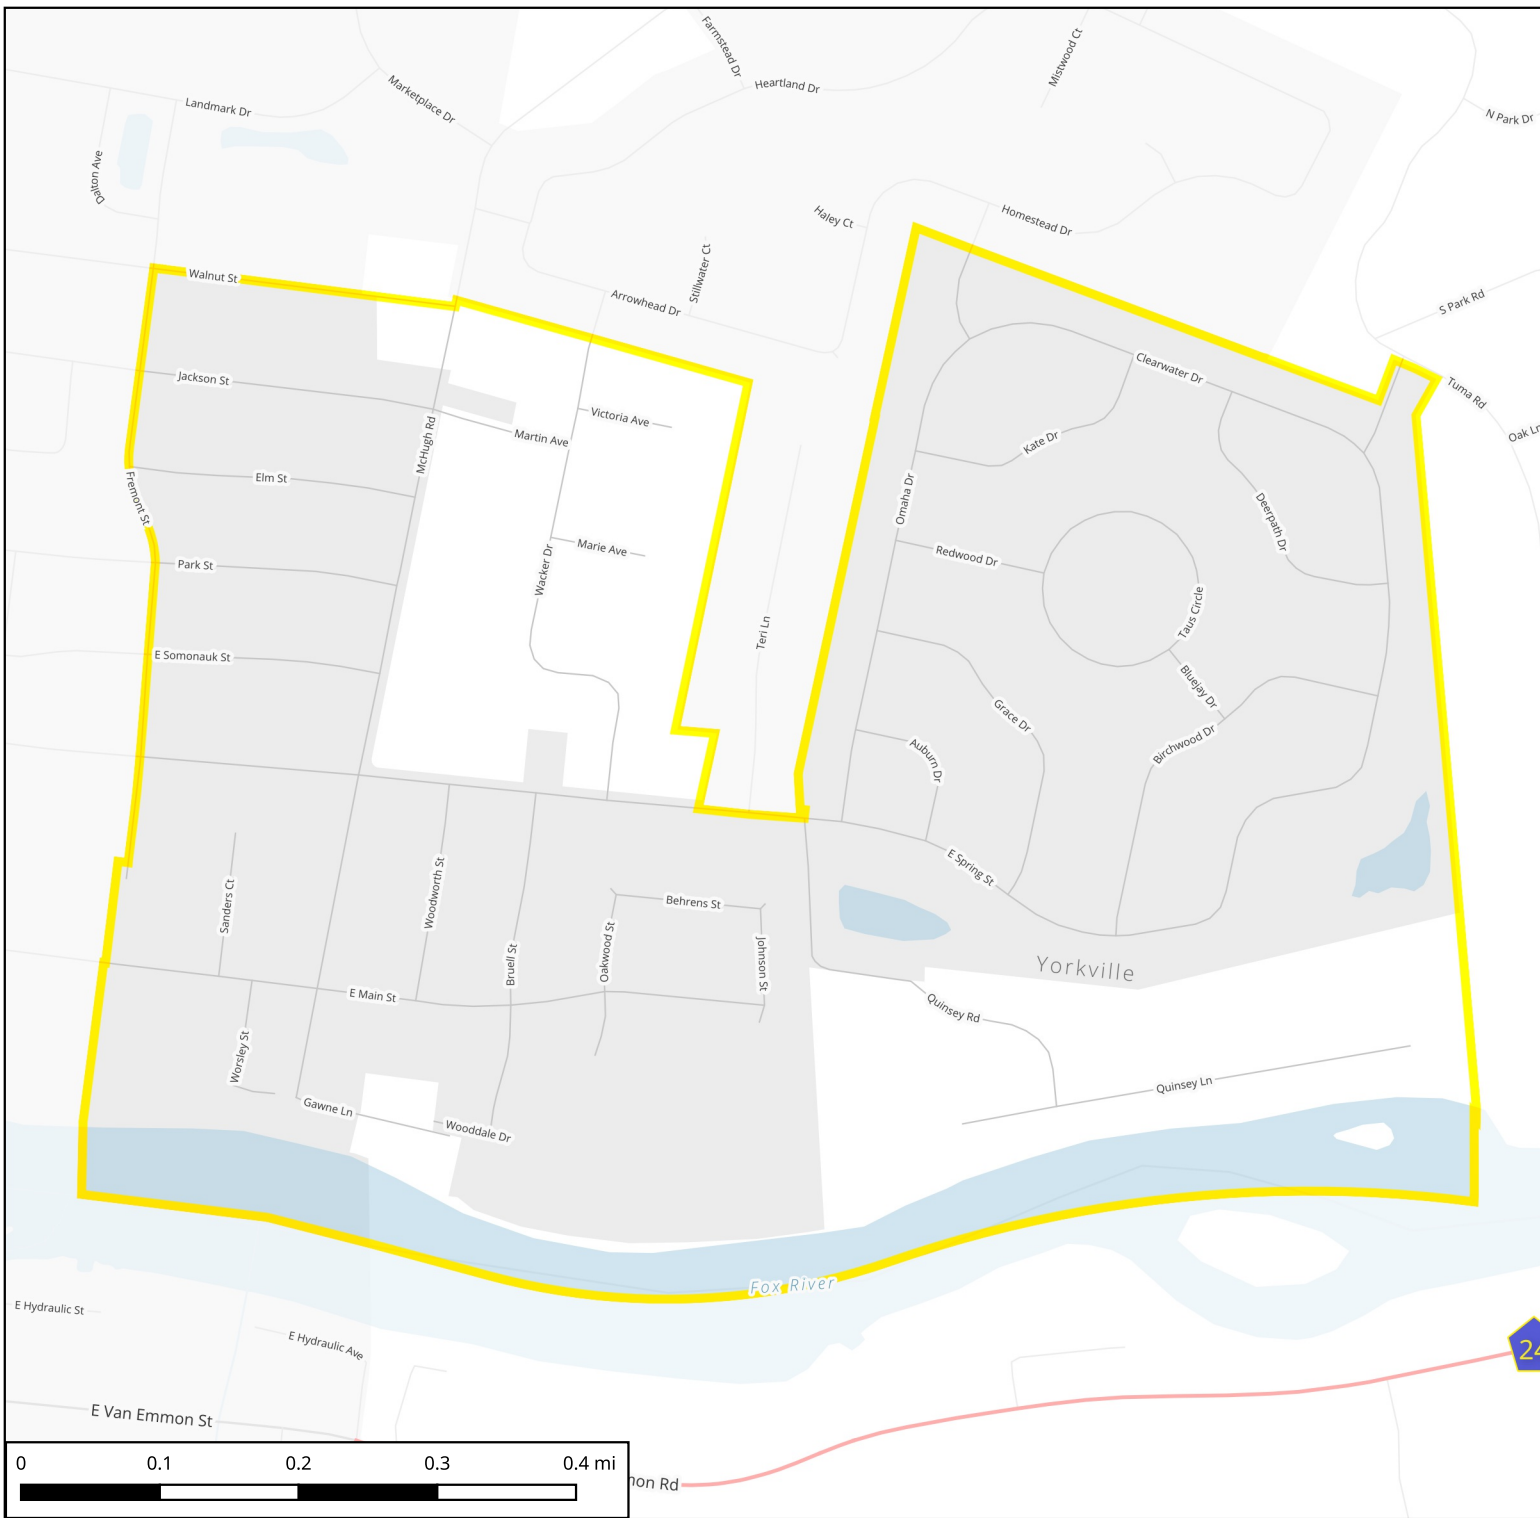 Farmstead Dr
Mistwood Ct
Heartland Dr
Marketplace Dr
Landmark Dr
N Park Dr
Dalton Ave
Haley Ct
Homestead Dr
Walnut St
Stillwater Ct
Arrowhead Dr
S Park Rd
Clearwater Dr
Jackson St
Tuma Rd
Victoria Ave
Martin Ave
McHugh Rd
Kate Dr
Oak Ln
Elm St
Fremont St
Omaha Dr
Deerpath Dr
Marie Ave
Redwood Dr
Park St
Wacker Dr
Taus Circle
Teri Ln
E Somonauk St
Bluejay Dr
Grace Dr
Birchwood Dr
Auburn Dr
E Spring St
Woodworth St
Sanders Ct
Behrens St
Oakwood St
Bruell St
Johnson St
Yorkville
E Main St
Quinsey Rd
Worsley St
Quinsey Ln
Gawne Ln
Wooddale Dr
Fox River
E Hydraulic St
E Hydraulic Ave
24
E Van Emmon St
0 0.1 0.2 0.3 0.4 mi
mon Rd